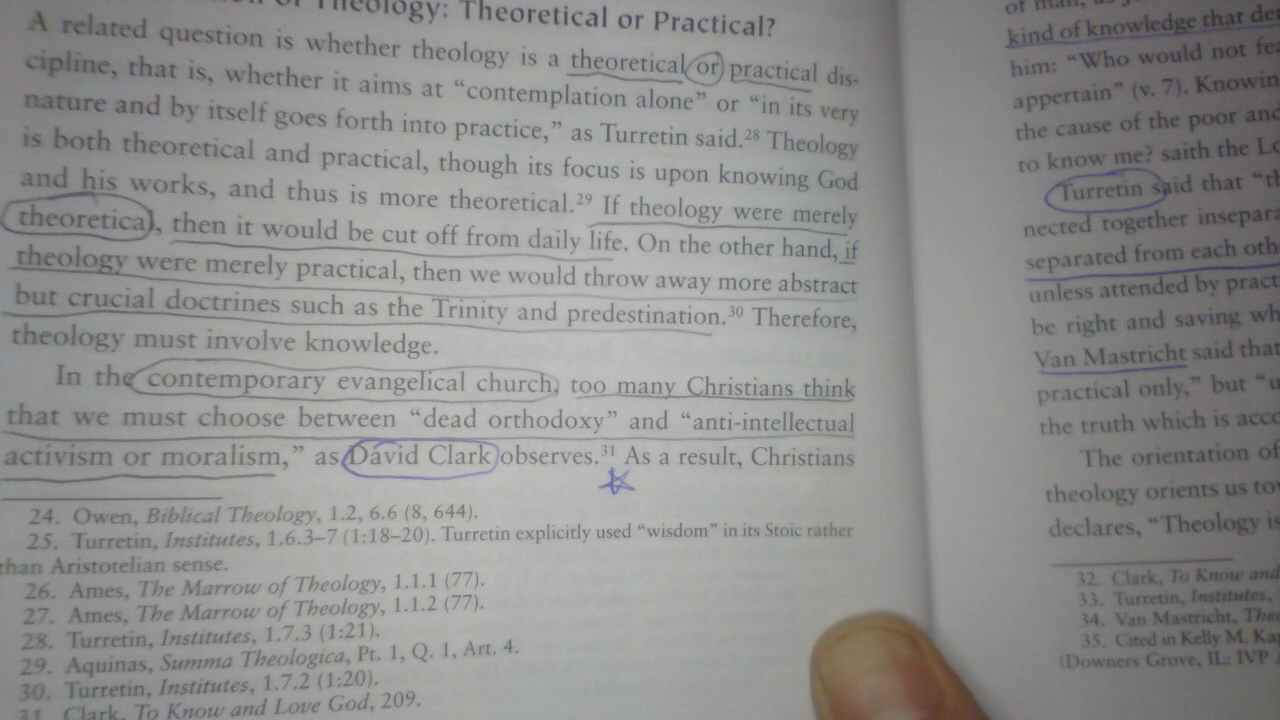 of Theology: Theoretical or Practical?
A related question is whether theology is a theoretical or practical dis-
cipline, that is, whether it aims at “contemplation alone” or “in its very
nature and by itself goes forth into practice,” as Turretin said.28 Theology
is both theoretical and practical, though its focus is upon knowing God
and his works, and thus is more theoretical.29 If theology were merely
theoretical, then it would be cut off from daily life. On the other hand, if
theology were merely practical, then we would throw away more abstract
but crucial doctrines such as the Trinity and predestination.30 Therefore,
theology must involve knowledge.
In the contemporary evangelical church, too many Christians think
that we must choose between “dead orthodoxy” and “anti-intellectual
activism or moralism,” as David Clark observes.31 As a result, Christians
24. Owen, Biblical Theology, 1.2, 6.6 (8, 644).
25. Turretin, Institutes, 1.6.3–7 (1:18–20). Turretin explicitly used “wisdom” in its Stoic rather
than Aristotelian sense.
26. Ames, The Marrow of Theology, 1.1.1 (77).
27. Ames, The Marrow of Theology, 1.1.2 (77).
28. Turretin, Institutes, 1.7.3 (1:21).
29. Aquinas, Summa Theologica, Pt. 1, Q. 1, Art. 4.
30. Turretin, Institutes, 1.7.2 (1:20).
31. Clark, To Know and Love God, 209.
of man,
kind of knowledge that
him: “Who would not
appertain” (v. 7).
the cause of the poor
to know me? saith the
Turretin said that
nected together
separated from each
unless attended by
be right and saving
Van Mastricht said that
practical only,” but
the truth which is
The orientation of
theology orients us
declares, “Theology is
32. Clark, To Know and
33. Turretin, Institutes,
34. Van Mastricht,
35. Cited in Kelly M.
(Downers Grove, IL: IVP